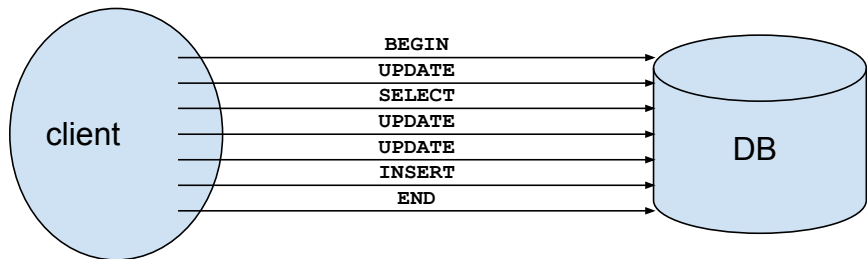 BEGIN
UPDATE
SELECT
UPDATE
client
UPDATE
DB
INSERT
END